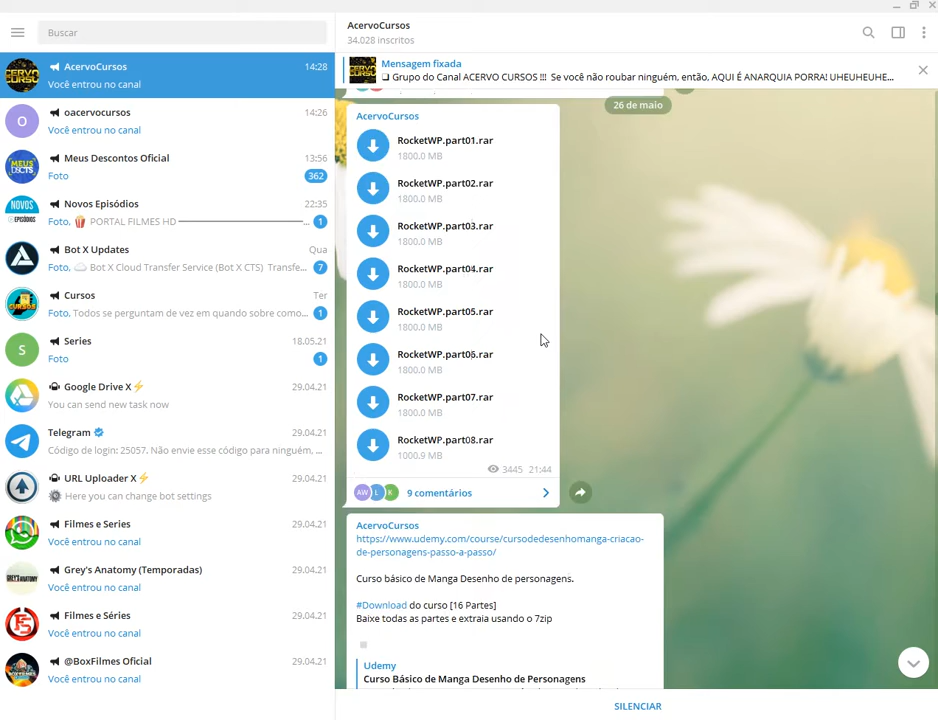 Buscar
AcervoCursos
14:28
Você entrou no canal
O
oacervocursos
14:26
Você entrou no canal
Meus Descontos Oficial
13:56
Foto
362
Novos Episódios
22:35
Foto, 🍿 PORTAL FILMES HD ━━━━━━━━━━...
1
Bot X Updates
Qua
Foto, ☁️ Bot X Cloud Transfer Service (Bot X CTS) Transfe...
7
Cursos
Ter
Foto, Todos se perguntam de vez em quando sobre como...
1
S
Series
18.05.21
Foto
1
Google Drive X⚡
29.04.21
You can send new task now
Telegram
29.04.21
Código de login: 25057. Não envie esse código para ninguém, ...
URL Uploader X⚡
29.04.21
⚙️ Here you can change bot settings
Filmes e Series
29.04.21
Você entrou no canal
Grey's Anatomy (Temporadas)
29.04.21
Você entrou no canal
Filmes e Séries
29.04.21
Você entrou no canal
@BoxFilmes Oficial
29.04.21
Você entrou no canal
AcervoCursos
34.028 inscritos
Mensagem fixada
❑ Grupo do Canal ACERVO CURSOS !!! Se você não roubar ninguém, então, AQUI É ANARQUIA PORRA! UHEUHEUHE...
26 de maio
AcervoCursos
RocketWP.part01.rar
1800.0 MB
RocketWP.part02.rar
1800.0 MB
RocketWP.part03.rar
1800.0 MB
RocketWP.part04.rar
1800.0 MB
RocketWP.part05.rar
1800.0 MB
RocketWP.part06.rar
1800.0 MB
RocketWP.part07.rar
1800.0 MB
RocketWP.part08.rar
1000.9 MB
3445 21:44
AW L K 9 comentários
AcervoCursos
https://www.udemy.com/course/cursodedesenhomanga-criacao-
de-personagens-passo-a-passo/
Curso básico de Manga Desenho de personagens.
#Download do curso [16 Partes]
Baixe todas as partes e extraia usando o 7zip
Udemy
Curso Básico de Manga Desenho de Personagens
SILENCIAR